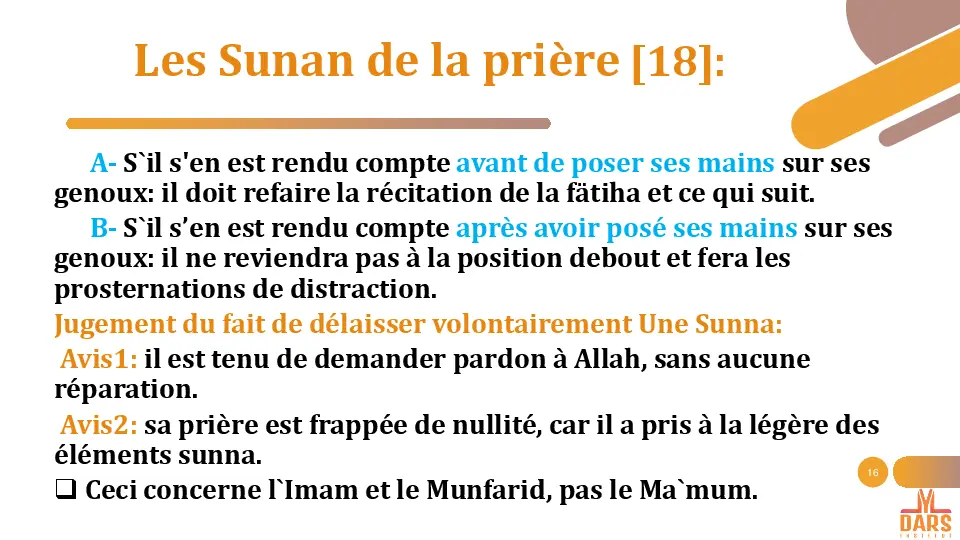 Les Sunan de la prière [18]:
A- S`il s'en est rendu compte avant de poser ses mains sur ses
genoux: il doit refaire la récitation de la fätiha et ce qui suit.
B- S`il s’en est rendu compte après avoir posé ses mains sur ses
genoux: il ne reviendra pas à la position debout et fera les
prosternations de distraction.
Jugement du fait de délaisser volontairement Une Sunna:
Avis1: il est tenu de demander pardon à Allah, sans aucune
réparation.
Avis2: sa prière est frappée de nullité, car il a pris à la légère des
éléments sunna.
❑ Ceci concerne l`Imam et le Munfarid, pas le Ma`mum.
16
DARS
INSTITUT